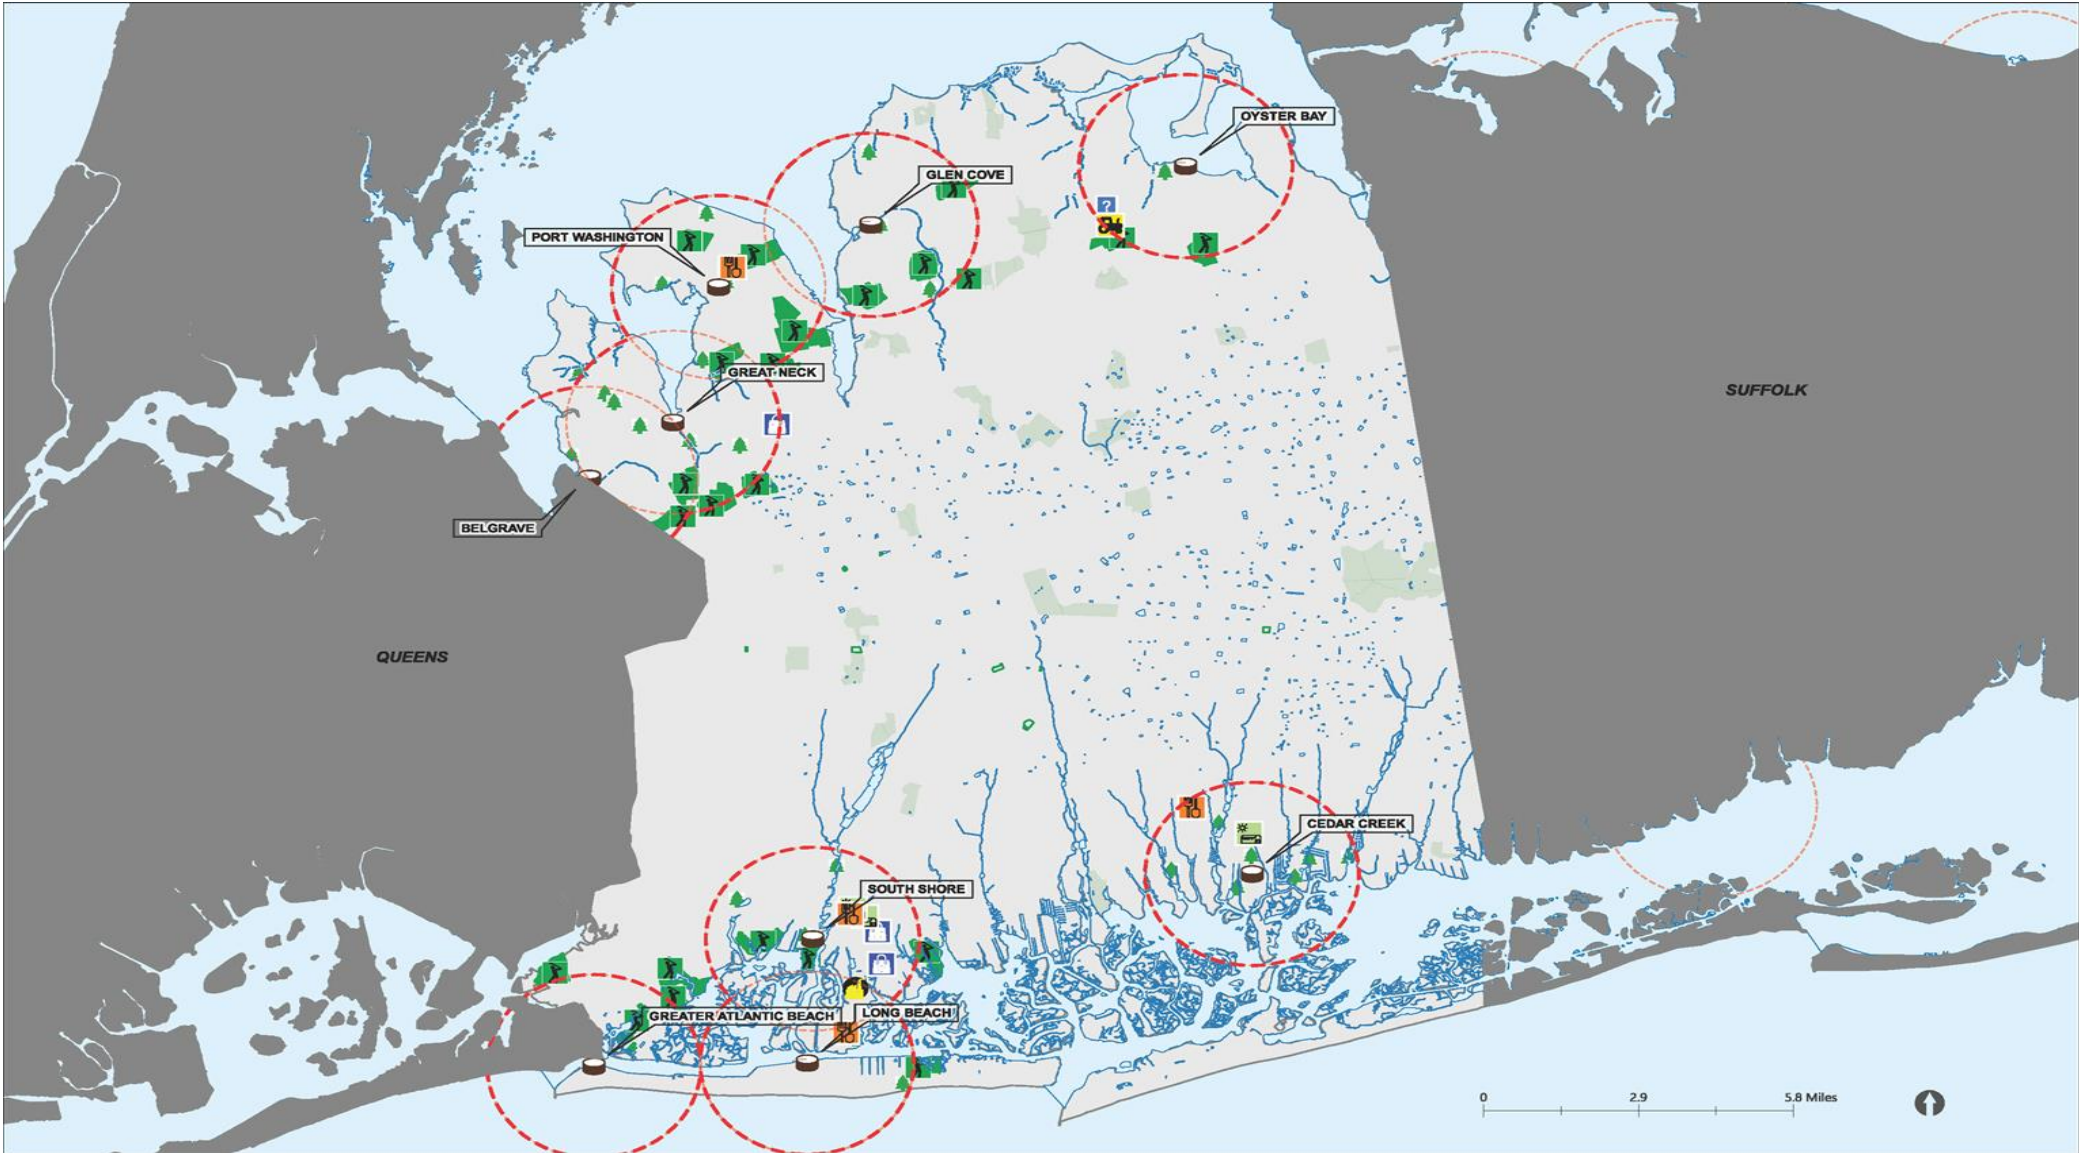 OYSTER BAY
GLEN COVE
PORT WASHINGTON
GREAT NECK
SUFFOLK
BELGRAVE
QUEENS
CEDAR CREEK
SOUTH SHORE
GREATER ATLANTIC BEACH
LONG BEACH
0 2.9 5.8 Miles
?